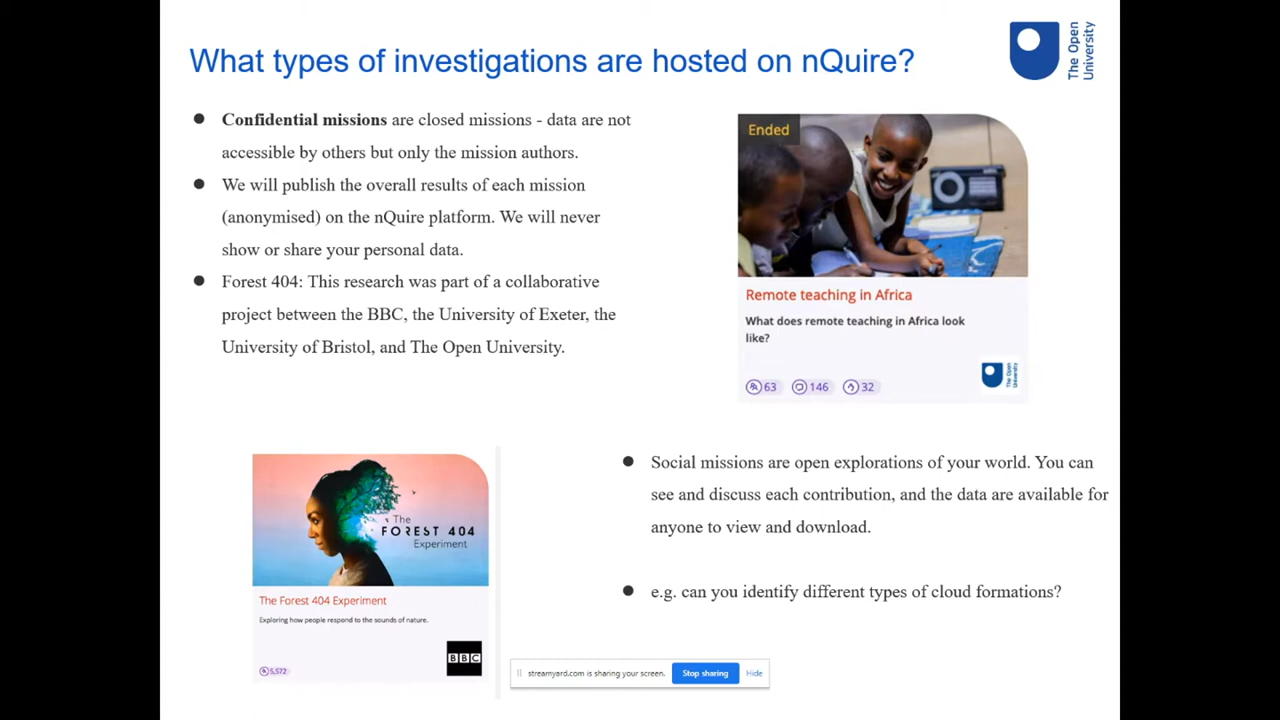 What types of investigations are hosted on nQuire?
The Open
University
● Confidential missions are closed missions - data are not
accessible by others but only the mission authors.
● We will publish the overall results of each mission
(anonymised) on the nQuire platform. We will never
show or share your personal data.
● Forest 404: This research was part of a collaborative
project between the BBC, the University of Exeter, the
University of Bristol, and The Open University.
Ended
Remote teaching in Africa
What does remote teaching in Africa look
like?
63 146 32
The Open
University
The
FOREST 404
Experiment
The Forest 404 Experiment
Exploring how people respond to the sounds of nature.
BBC
5,572
● Social missions are open explorations of your world. You can
see and discuss each contribution, and the data are available for
anyone to view and download.
● e.g. can you identify different types of cloud formations?
streamyard.com is sharing your screen. Stop sharing Hide